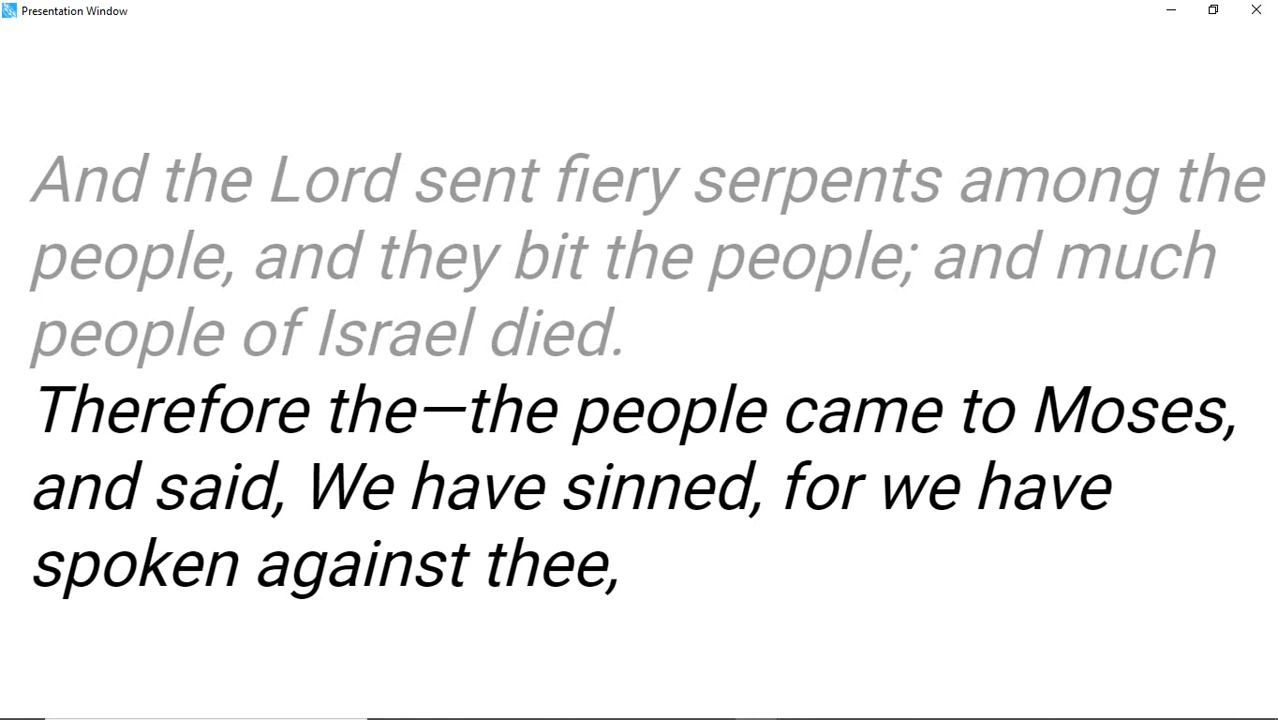 Presentation Window
And the Lord sent fiery serpents among the
people, and they bit the people; and much
people of Israel died.
Therefore the—the people came to Moses,
and said, We have sinned, for we have
spoken against thee,